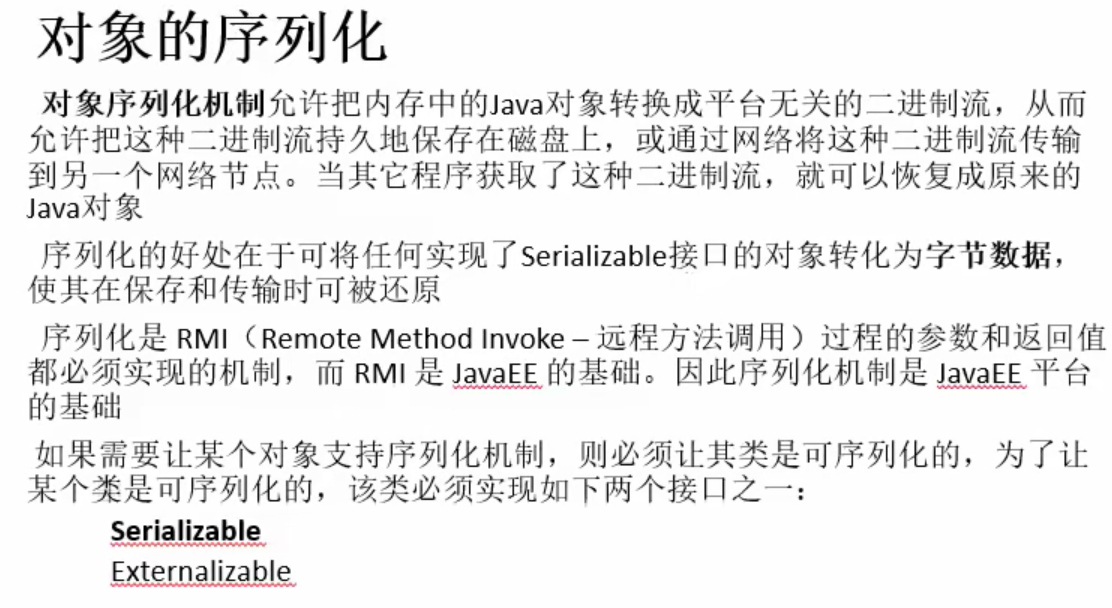 对象的序列化
对象序列化机制允许把内存中的Java对象转换成平台无关的二进制流，从而
允许把这种二进制流持久地保存在磁盘上，或通过网络将这种二进制流传输
到另一个网络节点。当其它程序获取了这种二进制流，就可以恢复成原来的
Java对象
序列化的好处在于可将任何实现了Serializable接口的对象转化为字节数据，
使其在保存和传输时可被还原
序列化是 RMI（Remote Method Invoke – 远程方法调用）过程的参数和返回值
都必须实现的机制，而 RMI 是 JavaEE 的基础。因此序列化机制是 JavaEE 平台
的基础
如果需要让某个对象支持序列化机制，则必须让其类是可序列化的，为了让
某个类是可序列化的，该类必须实现如下两个接口之一：
Serializable
Externalizable